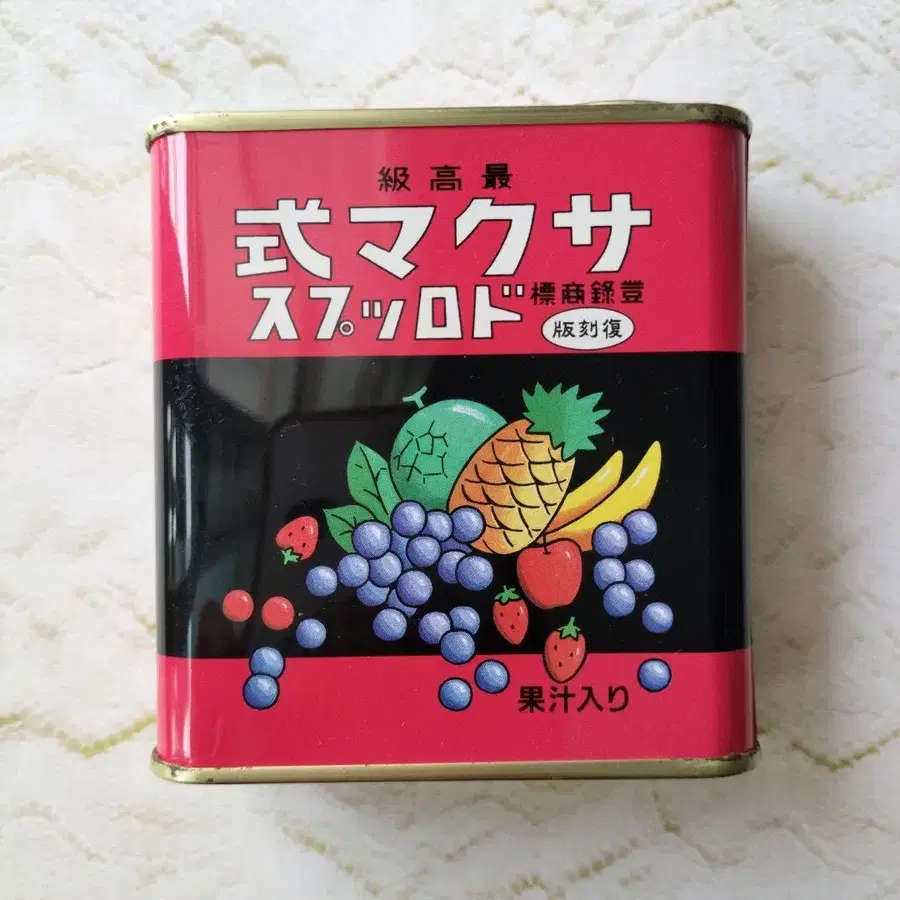 最高級
サクマ式
登錄商標
ドロップス
復刻版
果汁入り